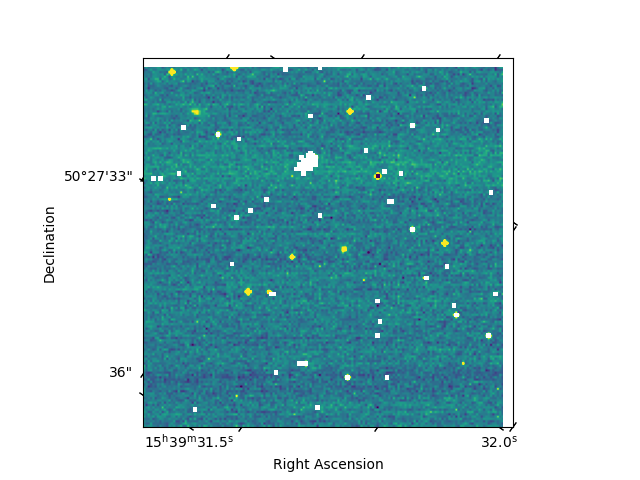 50°27'33"
Declination
36"
15ʰ39ᵐ31.5ˢ
32.0ˢ
Right Ascension